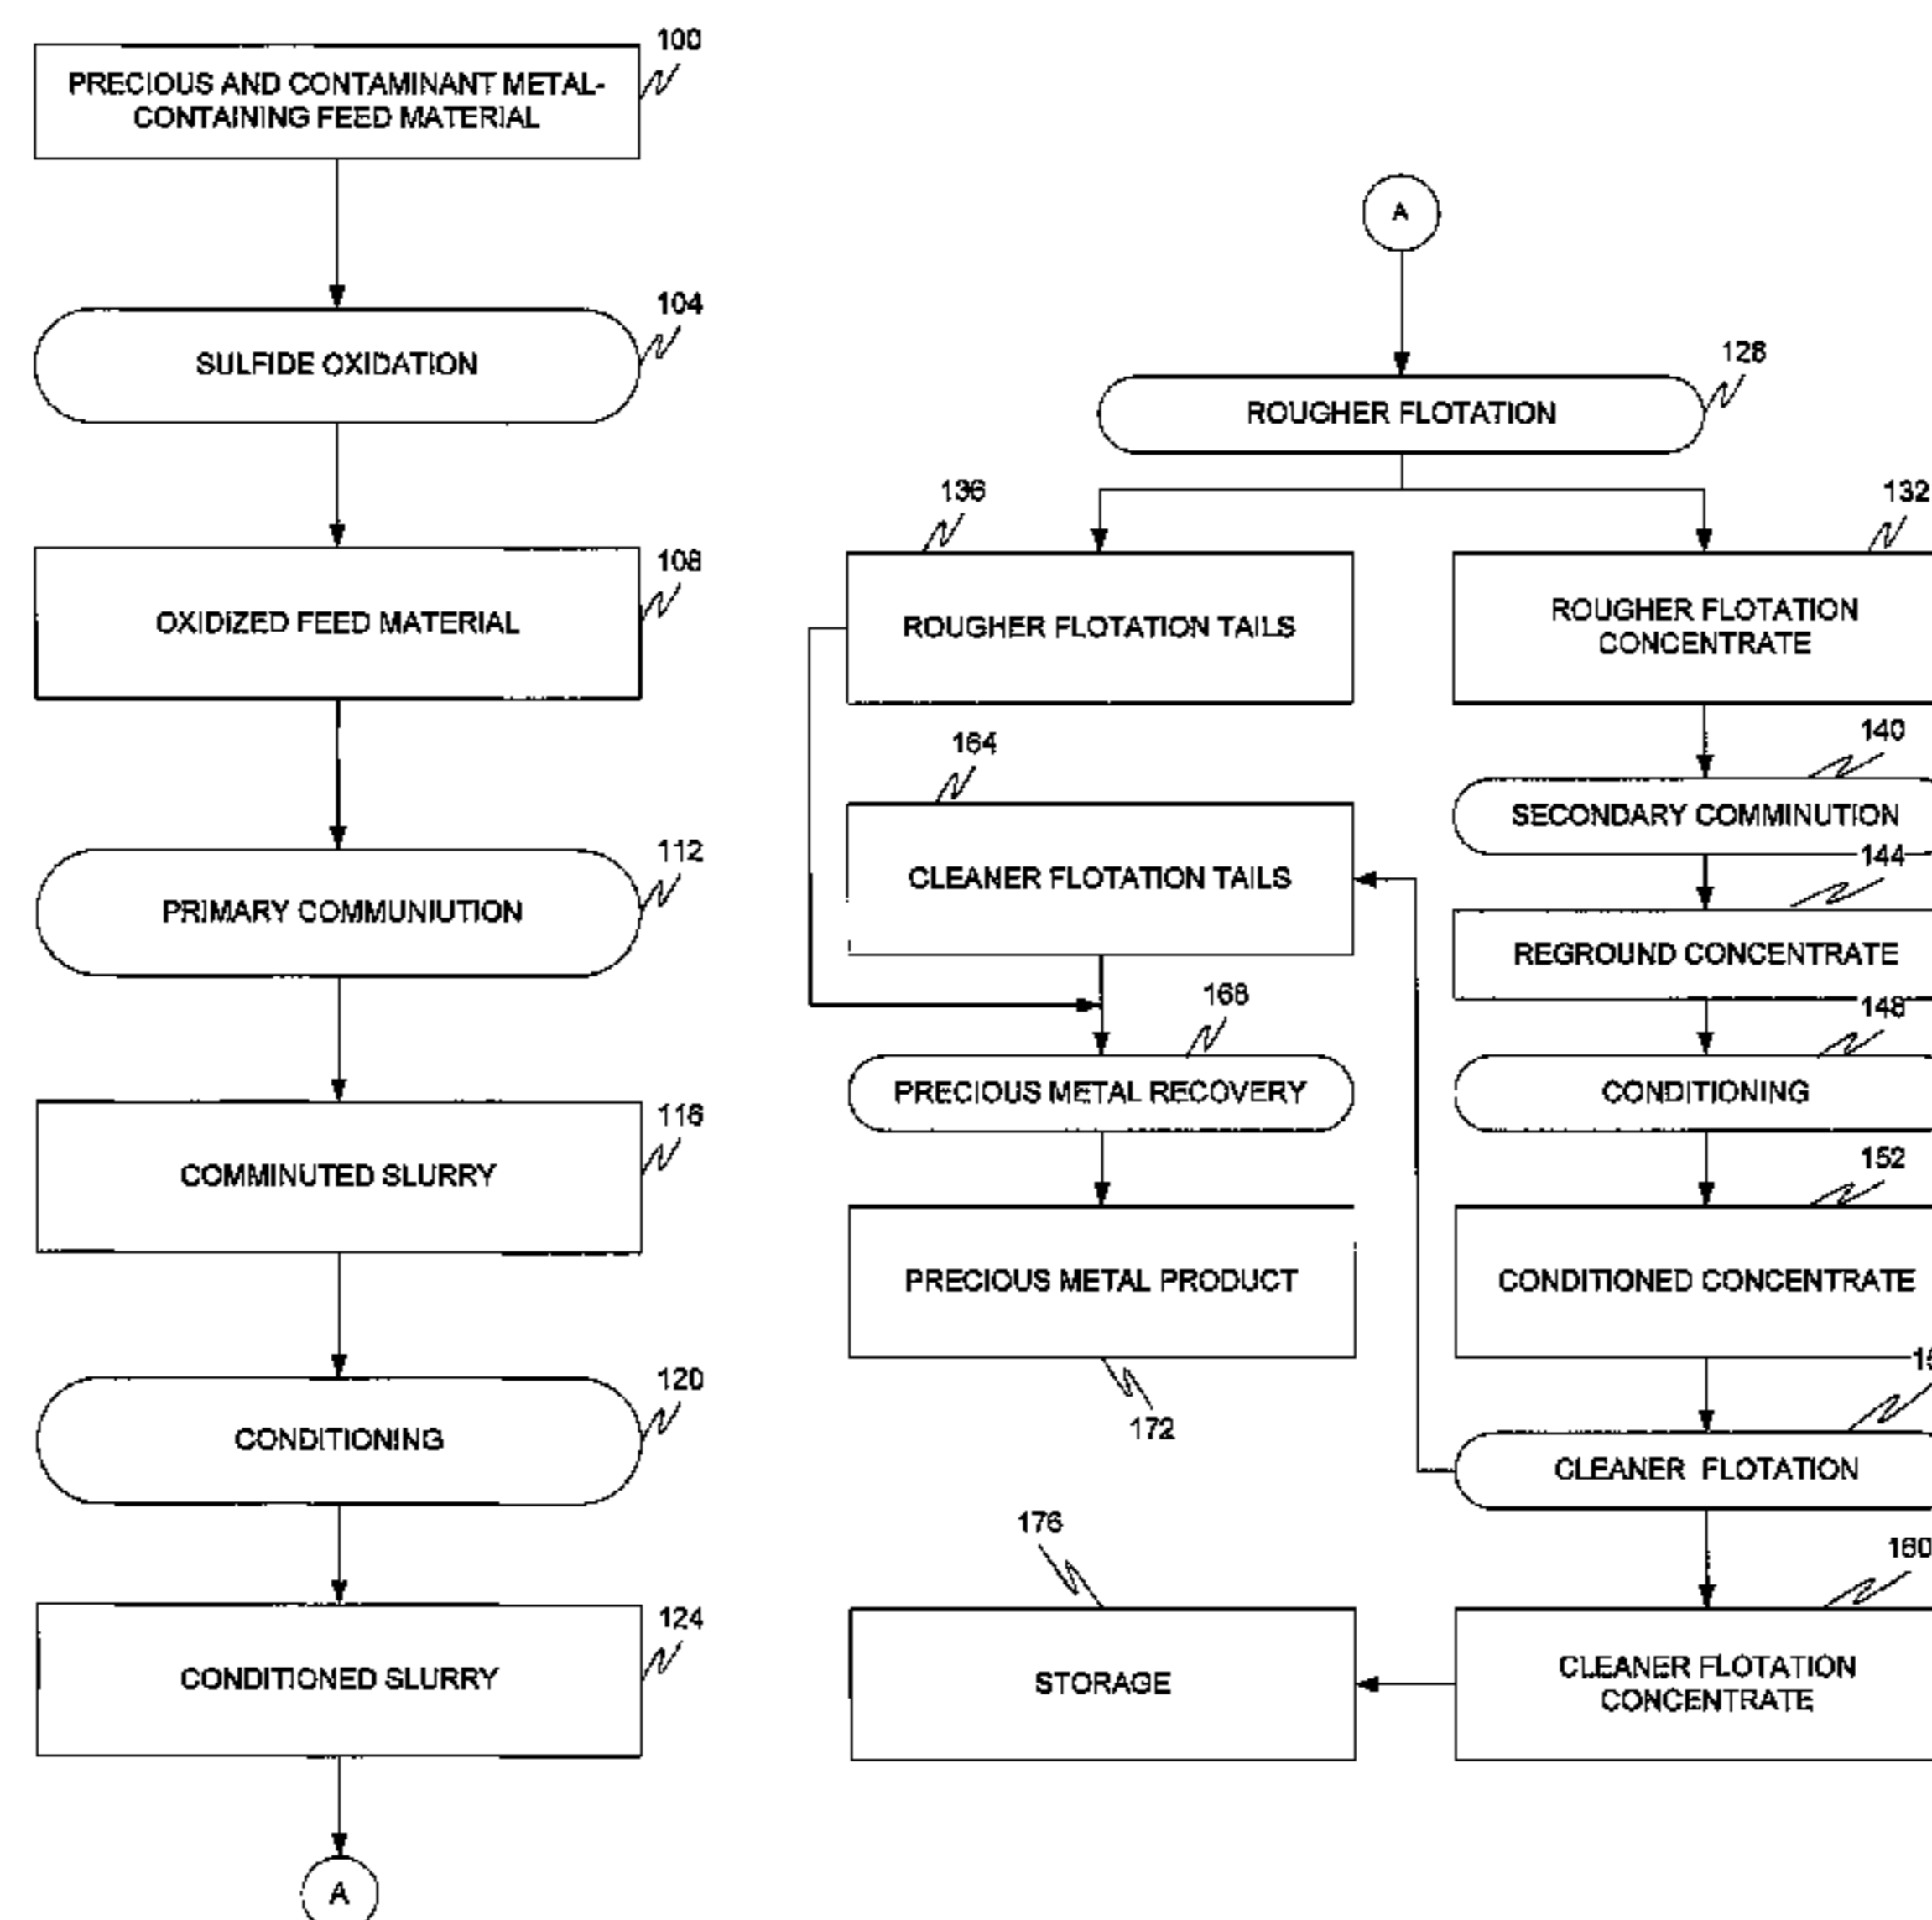 100
PRECIOUS AND CONTAMINANT METAL-
CONTAINING FEED MATERIAL
104
SULFIDE OXIDATION
108
OXIDIZED FEED MATERIAL
112
PRIMARY COMMUNIUTION
116
COMMINUTED SLURRY
120
CONDITIONING
124
CONDITIONED SLURRY
A
A
128
ROUGHER FLOTATION
136
ROUGHER FLOTATION TAILS
132
ROUGHER FLOTATION
CONCENTRATE
140
SECONDARY COMMINUTION
144
REGROUND CONCENTRATE
148
CONDITIONING
152
CONDITIONED CONCENTRATE
CLEANER FLOTATION
164
CLEANER FLOTATION TAILS
168
PRECIOUS METAL RECOVERY
PRECIOUS METAL PRODUCT
172
160
CLEANER FLOTATION
CONCENTRATE
176
STORAGE